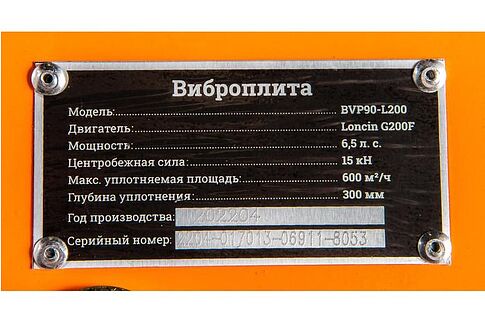 Виброплита
Модель: BVP90-L200
Двигатель: Loncin G200F
Мощность: 6,5 л. с.
Центробежная сила: 15 кН
Макс. уплотняемая площадь: 600 м²/ч
Глубина уплотнения: 300 мм
Год производства: 202204
Серийный номер: 2204-017013-06911-8053